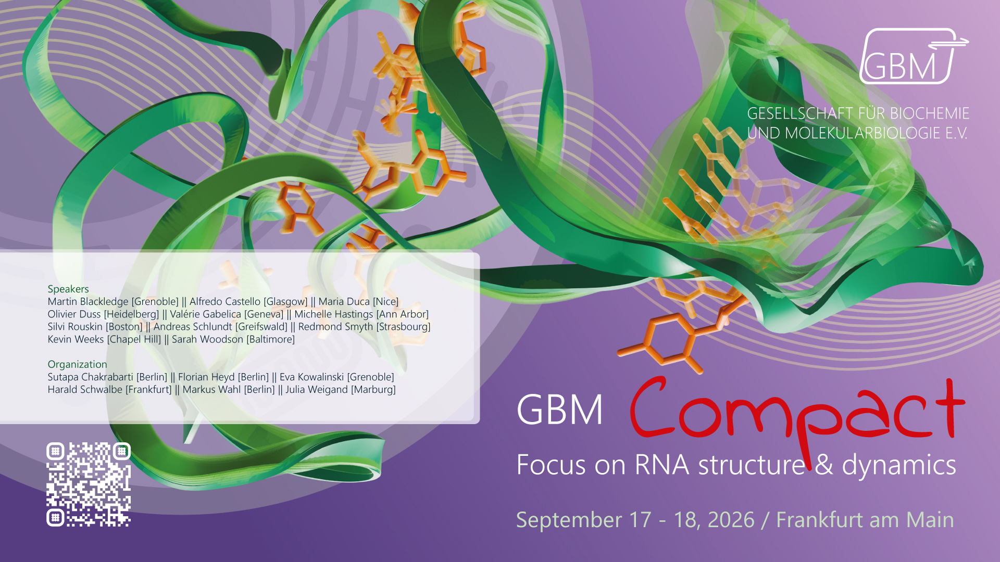 GBM
GESELLSCHAFT FÜR BIOCHEMIE
UND MOLEKULARBIOLOGIE E.V.
Speakers
Martin Blackledge [Grenoble] || Alfredo Castello [Glasgow] || Maria Duca [Nice]
Olivier Duss [Heidelberg] || Valérie Gabelica [Geneva] || Michelle Hastings [Ann Arbor]
Silvi Rouskin [Boston] || Andreas Schlundt [Greifswald] || Redmond Smyth [Strasbourg]
Kevin Weeks [Chapel Hill] || Sarah Woodson [Baltimore]
Organization
Sutapa Chakrabarti [Berlin] || Florian Heyd [Berlin] || Eva Kowalinski [Grenoble]
Harald Schwalbe [Frankfurt] || Markus Wahl [Berlin] || Julia Weigand [Marburg]
GBM Compact
Focus on RNA structure & dynamics
September 17 - 18, 2026 / Frankfurt am Main